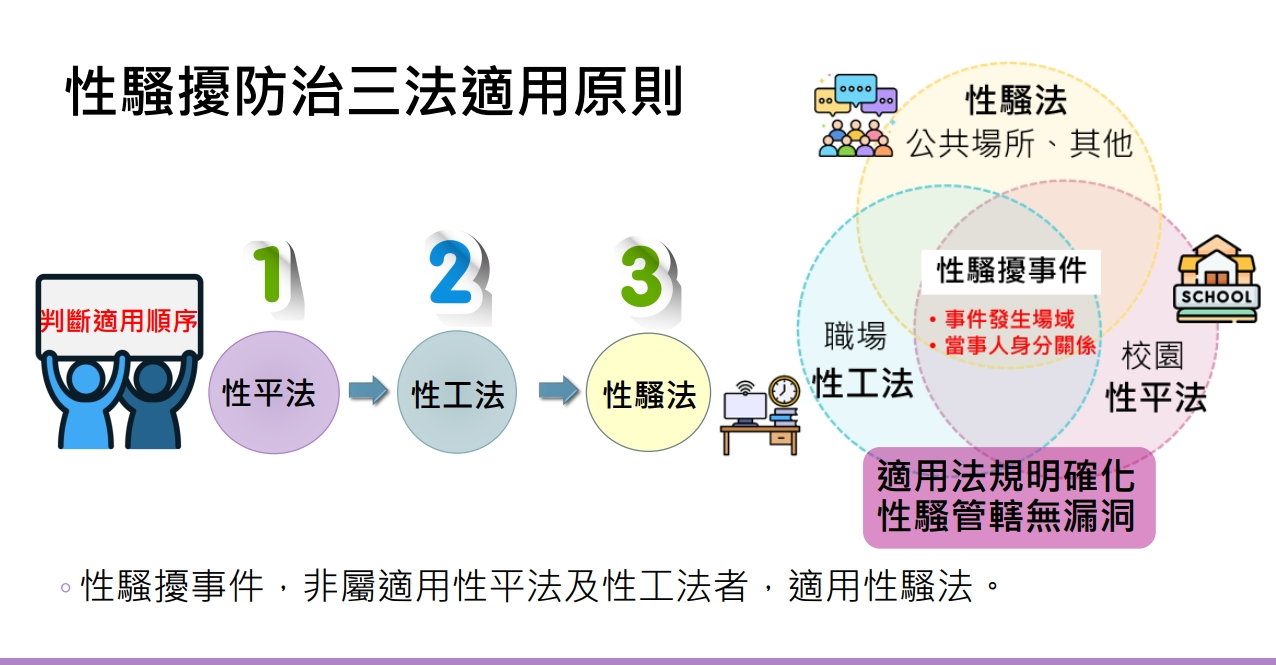 性騷擾防治三法適用原則
判斷適用順序
1
性平法
2
性工法
3
性騷法
性騷法
公共場所、其他
性騷擾事件
• 事件發生場域
• 當事人身分關係
職場
性工法
校園
性平法
SCHOOL
適用法規明確化
性騷管轄無漏洞
◦ 性騷擾事件，非屬適用性平法及性工法者，適用性騷法。